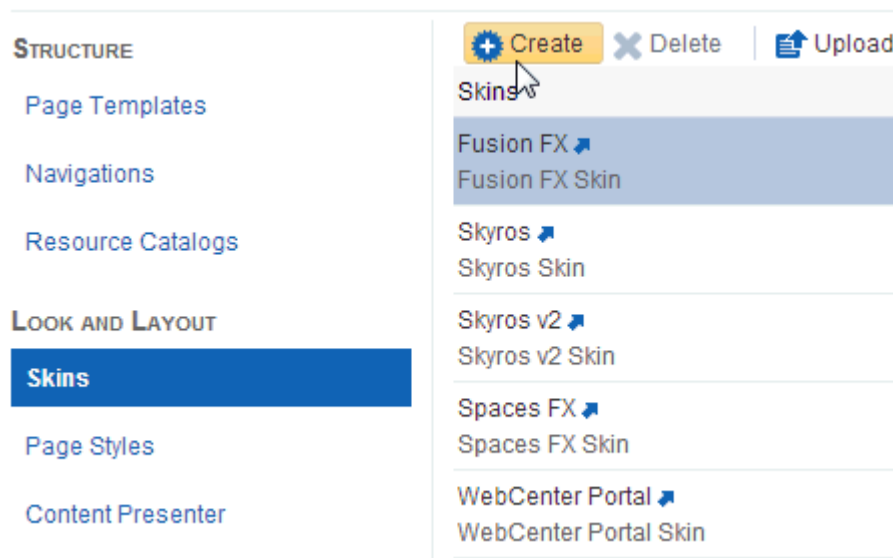 STRUCTURE
Page Templates
Navigations
Resource Catalogs
LOOK AND LAYOUT
Skins
Page Styles
Content Presenter
Create Delete Upload
Skins
Fusion FX
Fusion FX Skin
Skyros
Skyros Skin
Skyros v2
Skyros v2 Skin
Spaces FX
Spaces FX Skin
WebCenter Portal
WebCenter Portal Skin